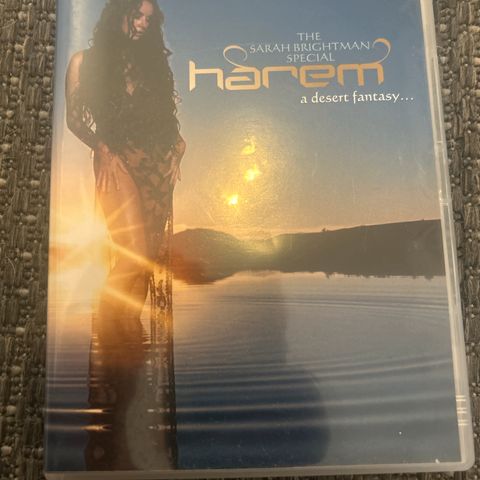 THE
SARAH BRIGHTMAN
SPECIAL
harem
a desert fantasy...